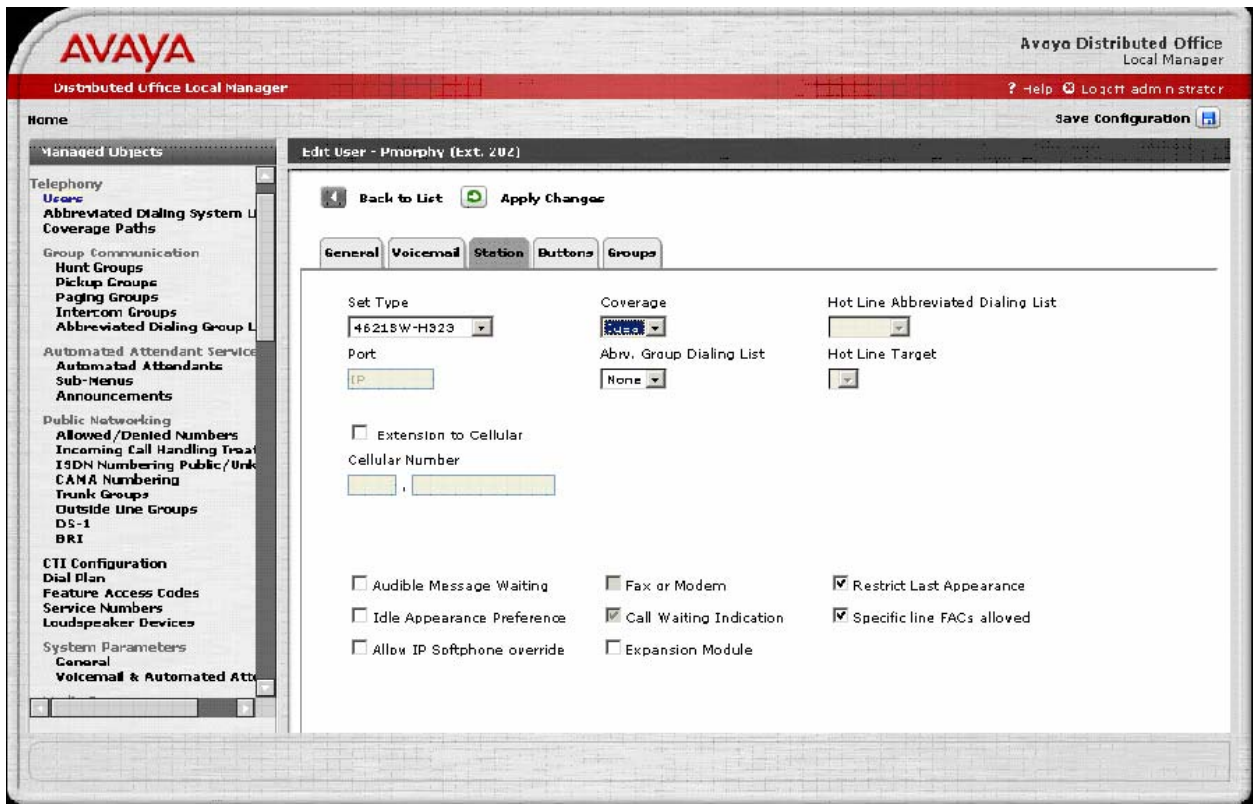 AVAYA
Avaya Distributed Office
Local Manager
Distributed Office Local Manager
? Help Logoff administrator
Home
Save Configuration
Managed Objects
Edit User - Pmorphy (Ext. 202)
Telephony
Users
Abbreviated Dialing System Li
Coverage Paths
Group Communication
Hunt Groups
Pickup Groups
Paging Groups
Intercom Groups
Abbreviated Dialing Group L
Automated Attendant Service
Automated Attendants
Sub-Menus
Announcements
Public Networking
Allowed/Denied Numbers
Incoming Call Handling Treat
ISDN Numbering Public/Unk
CAMA Numbering
Trunk Groups
Outside Line Groups
DS-1
BRI
CTI Configuration
Dial Plan
Feature Access Codes
Service Numbers
Loudspeaker Devices
System Parameters
General
Voicemail & Automated Atte
Back to List
Apply Changes
General
Voicemail
Station
Buttons
Groups
Set Type
Coverage
Hot Line Abbreviated Dialing List
4621SW-H323
Port
Abrv. Group Dialing List
Hot Line Target
IP
None
Extension to Cellular
Cellular Number
Audible Message Waiting
Fax or Modem
Restrict Last Appearance
Idle Appearance Preference
Call Waiting Indication
Specific line FACs allowed
Allow IP Softphone override
Expansion Module